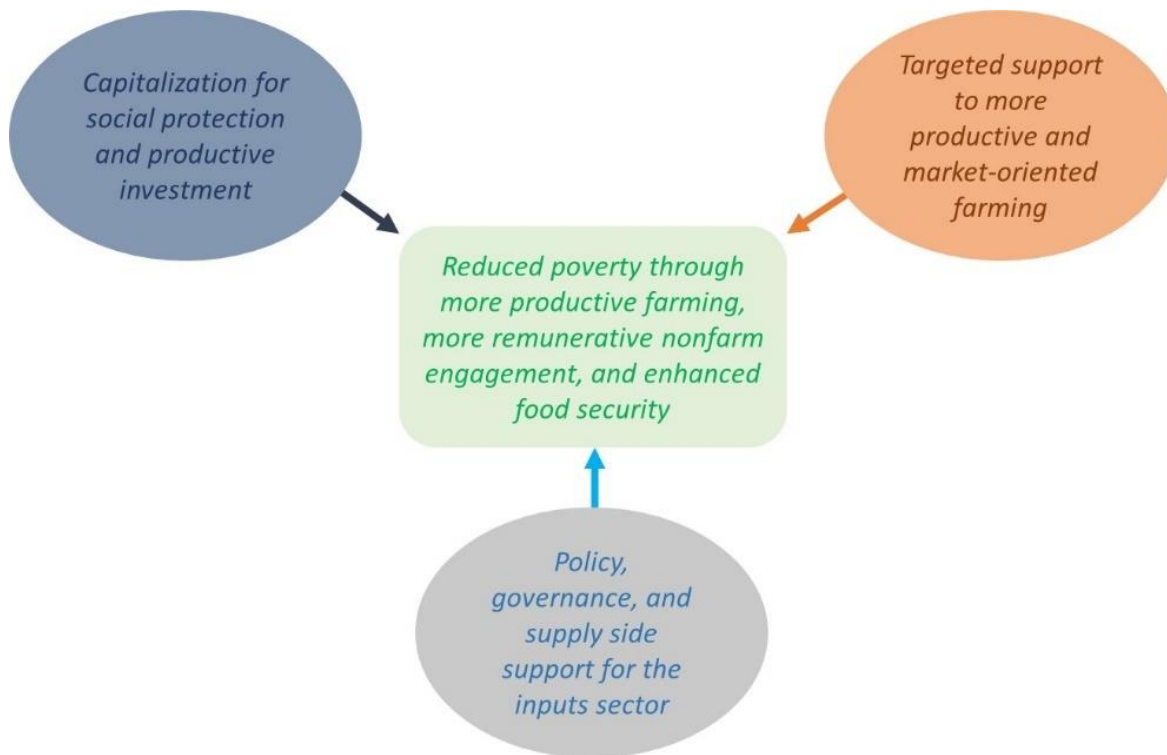 Capitalization for
social protection
and productive
investment
Targeted support
to more
productive and
market-oriented
farming
Reduced poverty through
more productive farming,
more remunerative nonfarm
engagement, and enhanced
food security
Policy,
governance, and
supply side
support for the
inputs sector